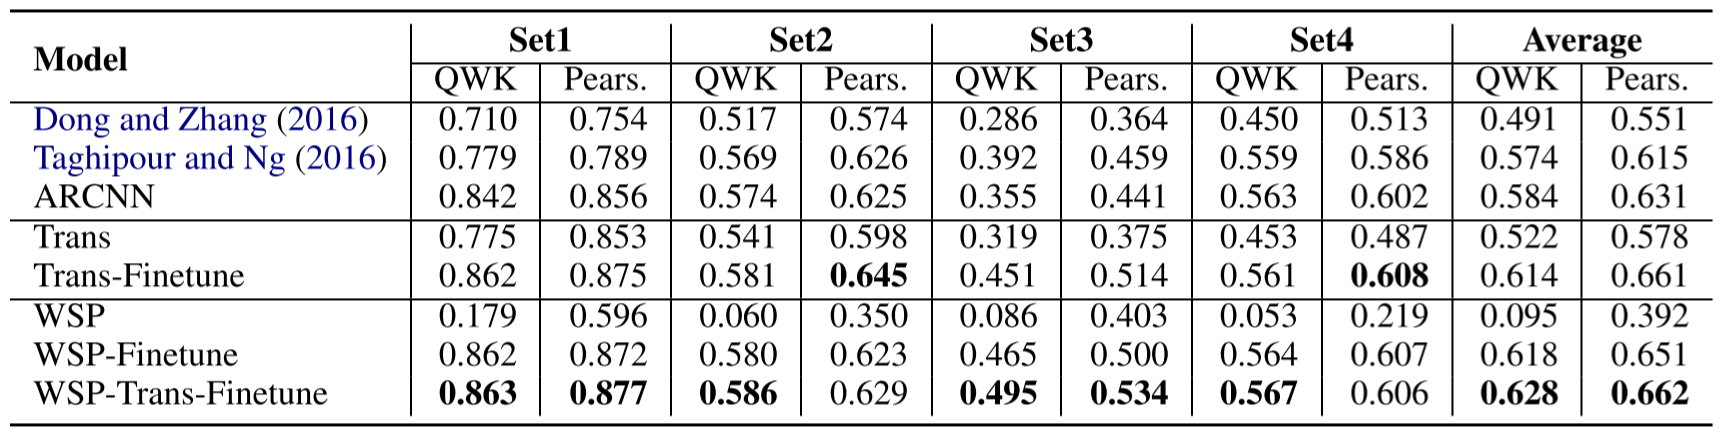 Model Set1 Set2 Set3 Set4 Average
QWK Pears. QWK Pears. QWK Pears. QWK Pears. QWK Pears.
Dong and Zhang (2016) 0.710 0.754 0.517 0.574 0.286 0.364 0.450 0.513 0.491 0.551
Taghipour and Ng (2016) 0.779 0.789 0.569 0.626 0.392 0.459 0.559 0.586 0.574 0.615
ARCNN 0.842 0.856 0.574 0.625 0.355 0.441 0.563 0.602 0.584 0.631
Trans 0.775 0.853 0.541 0.598 0.319 0.375 0.453 0.487 0.522 0.578
Trans-Finetune 0.862 0.875 0.581 0.645 0.451 0.514 0.561 0.608 0.614 0.661
WSP 0.179 0.596 0.060 0.350 0.086 0.403 0.053 0.219 0.095 0.392
WSP-Finetune 0.862 0.872 0.580 0.623 0.465 0.500 0.564 0.607 0.618 0.651
WSP-Trans-Finetune 0.863 0.877 0.586 0.629 0.495 0.534 0.567 0.606 0.628 0.662